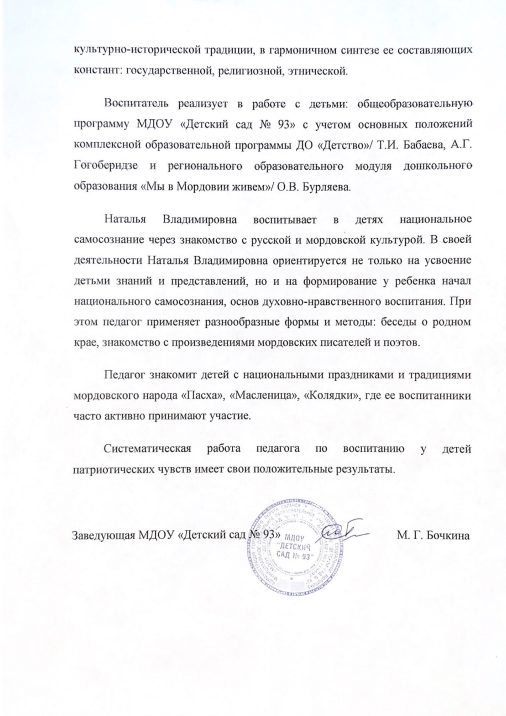 культурно-исторической традиции, в гармоничном синтезе ее составляющих
констант: государственной, религиозной, этнической.
Воспитатель реализует в работе с детьми: общеобразовательную
программу МДОУ «Детский сад № 93» с учетом основных положений
комплексной образовательной программы ДО «Детство»/ Т.И. Бабаева, А.Г.
Гогоберидзе и регионального образовательного модуля дошкольного
образования «Мы в Мордовии живем»/ О.В. Бурляева.
Наталья Владимировна воспитывает в детях национальное
самосознание через знакомство с русской и мордовской культурой. В своей
деятельности Наталья Владимировна ориентируется не только на усвоение
детьми знаний и представлений, но и на формирование у ребенка начал
национального самосознания, основ духовно-нравственного воспитания. При
этом педагог применяет разнообразные формы и методы: беседы о родном
крае, знакомство с произведениями мордовских писателей и поэтов.
Педагог знакомит детей с национальными праздниками и традициями
мордовского народа «Пасха», «Масленица», «Колядки», где ее воспитанники
часто активно принимают участие.
Систематическая работа педагога по воспитанию у детей
патриотических чувств имеет свои положительные результаты.
Заведующая МДОУ «Детский сад № 93» М. Г. Бочкина
МДОУ
"ДЕТСКИЙ
САД № 93"